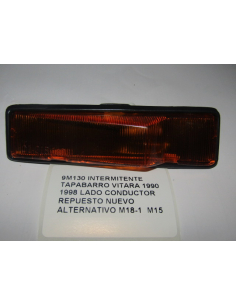 9M130 INTERMITENTE
TAPABARRO VITARA 1990
1998 LADO CONDUCTOR
REPUESTO NUEVO
ALTERNATIVO M18-1 M15